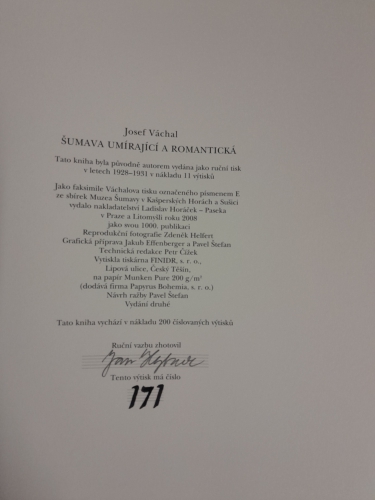 Josef Váchal
ŠUMAVA UMÍRAJÍCÍ A ROMANTICKÁ
Tato kniha byla původně autorem vydána jako ruční tisk
v letech 1928–1931 v nákladu 11 výtisků
Jako faksimile Váchalova tisku označeného písmenem E
ze sbírek Muzea Šumavy v Kašperských Horách a Sušici
vydalo nakladatelství Ladislav Horáček – Paseka
v Praze a Litomyšli roku 2008
jako svou 1000. publikaci
Reprodukční fotografie Zdeněk Helfert
Grafická příprava Jakub Effenberger a Pavel Štefan
Technická redakce Petr Čížek
Vytiskla tiskárna FINIDR, s. r. o.,
Lípová ulice, Český Těšín,
na papír Munken Pure 200 g/m²
(dodává firma Papyrus Bohemia, s. r. o.)
Návrh ražby Pavel Štefan
Vydání druhé
Tato kniha vychází v nákladu 200 číslovaných výtisků
Ruční vazbu zhotovil
Jan
Tento výtisk má číslo
171